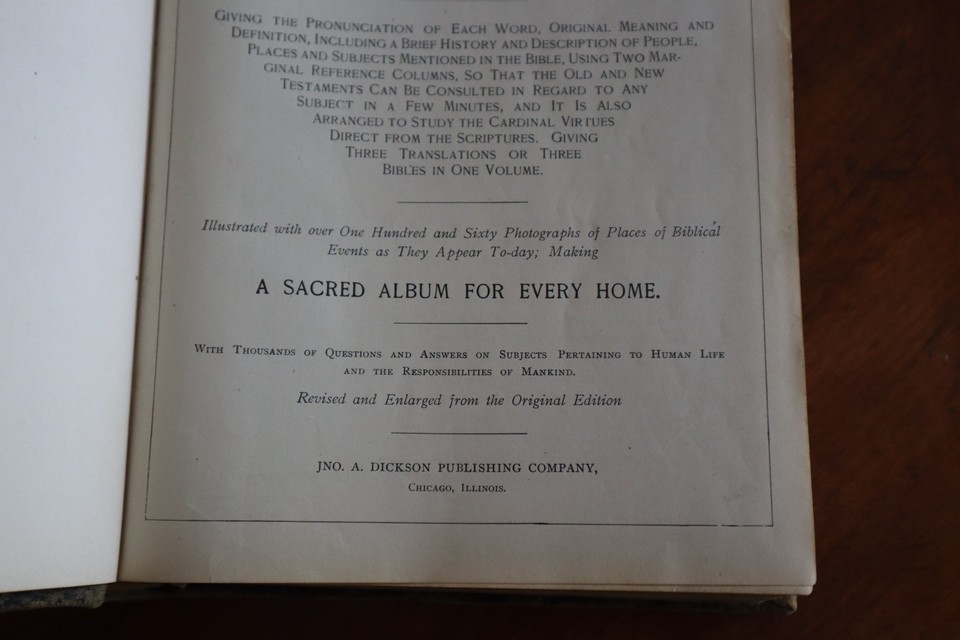 Giving the Pronunciation of Each Word, Original Meaning and
Definition, Including a Brief History and Description of People,
Places and Subjects Mentioned in the Bible, Using Two Mar-
ginal Reference Columns, So That the Old and New
Testaments Can Be Consulted in Regard to Any
Subject in a Few Minutes, and It Is Also
Arranged to Study the Cardinal Virtues
Direct from the Scriptures. Giving
Three Translations or Three
Bibles in One Volume.
Illustrated with over One Hundred and Sixty Photographs of Places of Biblical
Events as They Appear To-day; Making
A SACRED ALBUM FOR EVERY HOME.
With Thousands of Questions and Answers on Subjects Pertaining to Human Life
and the Responsibilities of Mankind.
Revised and Enlarged from the Original Edition
JNO. A. DICKSON PUBLISHING COMPANY,
Chicago, Illinois.